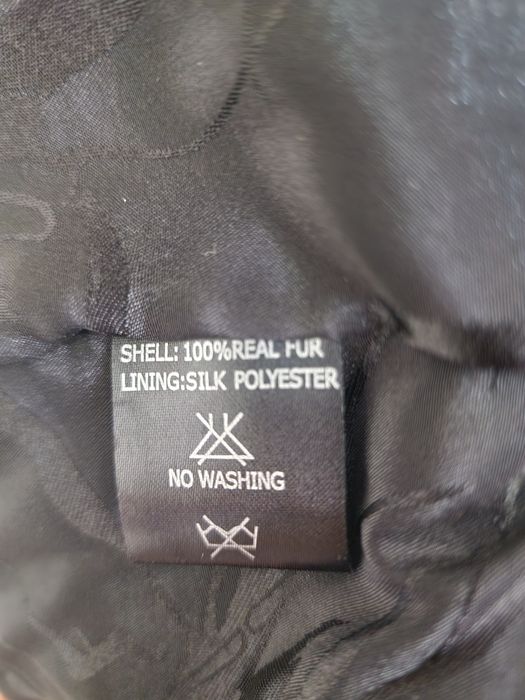 SHELL: 100%REAL FUR
LINING:SILK POLYESTER
NO WASHING